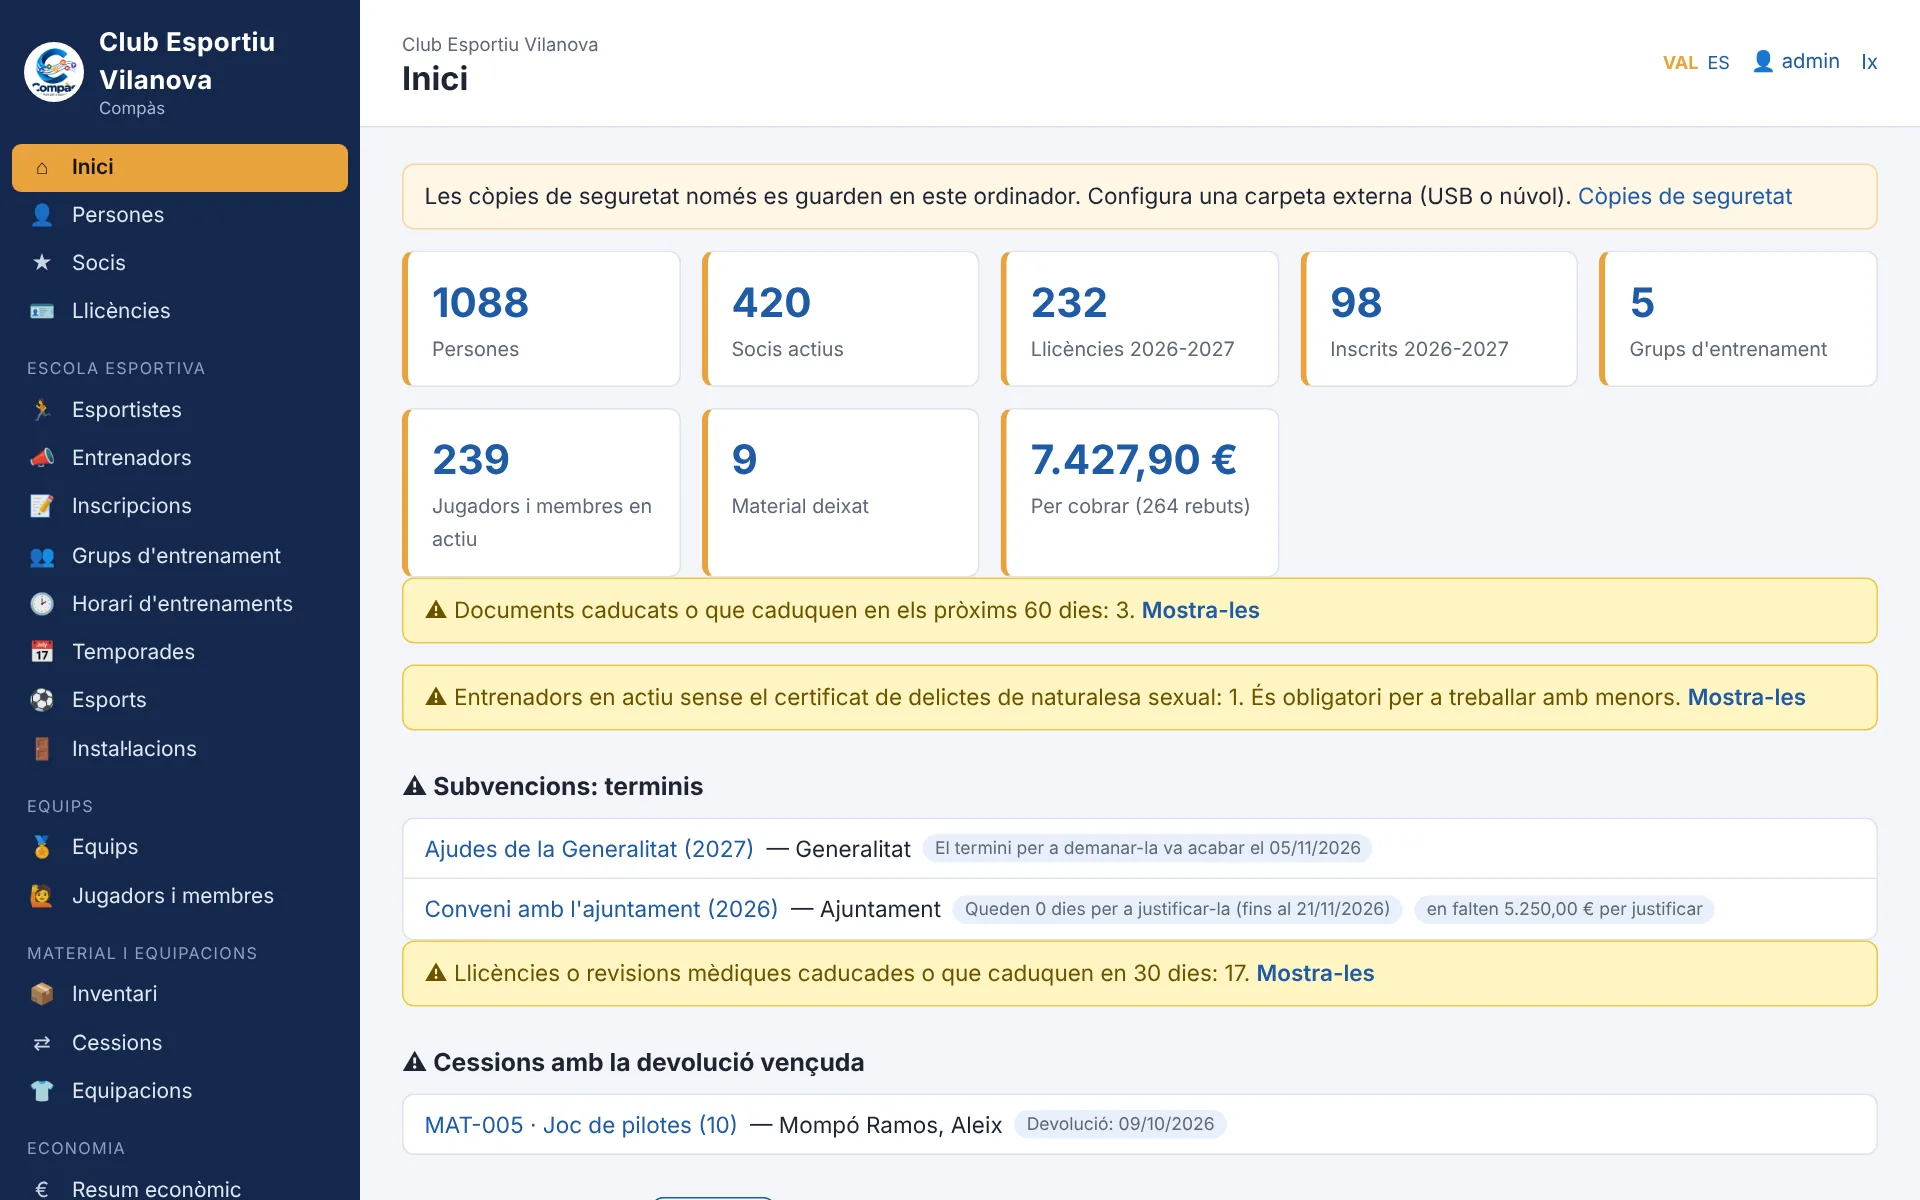 Club Esportiu
Vilanova
Compàs
Inici
Persones
Socis
Llicències
ESCOLA ESPORTIVA
Esportistes
Entrenadors
Inscripcions
Grups d'entrenament
Horari d'entrenaments
Temporades
Esports
Instal·lacions
EQUIPS
Equips
Jugadors i membres
MATERIAL I EQUIPACIONS
Inventari
Cessions
Equipacions
ECONOMIA
€ Resum econòmic
Club Esportiu Vilanova
Inici
VAL ES admin Ix
Les còpies de seguretat només es guarden en este ordinador. Configura una carpeta externa (USB o núvol). Còpies de seguretat
1088
Persones
420
Socis actius
232
Llicències 2026-2027
98
Inscrits 2026-2027
5
Grups d'entrenament
239
Jugadors i membres en
actiu
9
Material deixat
7.427,90 €
Per cobrar (264 rebuts)
⚠ Documents caducats o que caduquen en els pròxims 60 dies: 3. Mostra-les
⚠ Entrenadors en actiu sense el certificat de delictes de naturalesa sexual: 1. És obligatori per a treballar amb menors. Mostra-les
⚠ Subvencions: terminis
Ajudes de la Generalitat (2027) — Generalitat El termini per a demanar-la va acabar el 05/11/2026
Conveni amb l'ajuntament (2026) — Ajuntament Queden 0 dies per a justificar-la (fins al 21/11/2026) en falten 5.250,00 € per justificar
⚠ Llicències o revisions mèdiques caducades o que caduquen en 30 dies: 17. Mostra-les
⚠ Cessions amb la devolució vençuda
MAT-005 · Joc de pilotes (10) — Mompó Ramos, Aleix Devolució: 09/10/2026